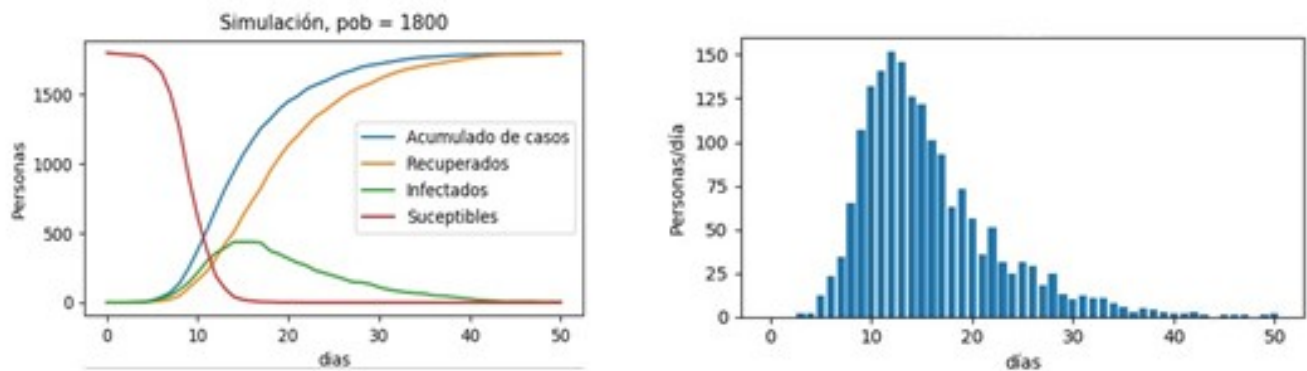 Simulación, pob = 1800
Personas
1500
1000
500
0
Acumulado de casos
Recuperados
Infectados
Suceptibles
0 10 20 30 40 50
dias
Personas/día
150
125
100
75
50
25
0
0 10 20 30 40 50
días